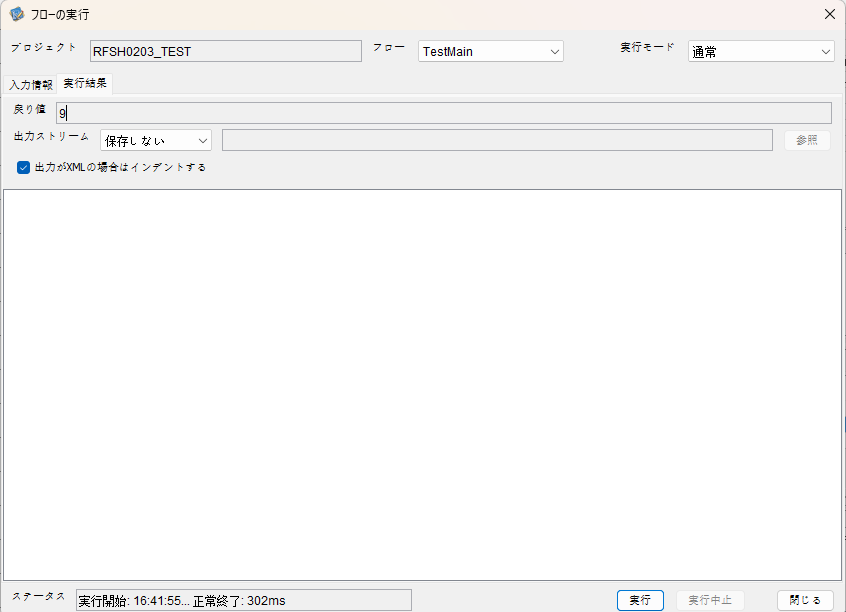 フローの実行
プロジェクト RFSH0203_TEST フロー TestMain 実行モード 通常
入力情報 実行結果
戻り値 9
出力ストリーム 保存しない 参照
出力がXMLの場合はインデントする
ステータス 実行開始: 16:41:55... 正常終了: 302ms 実行 実行中止 閉じる